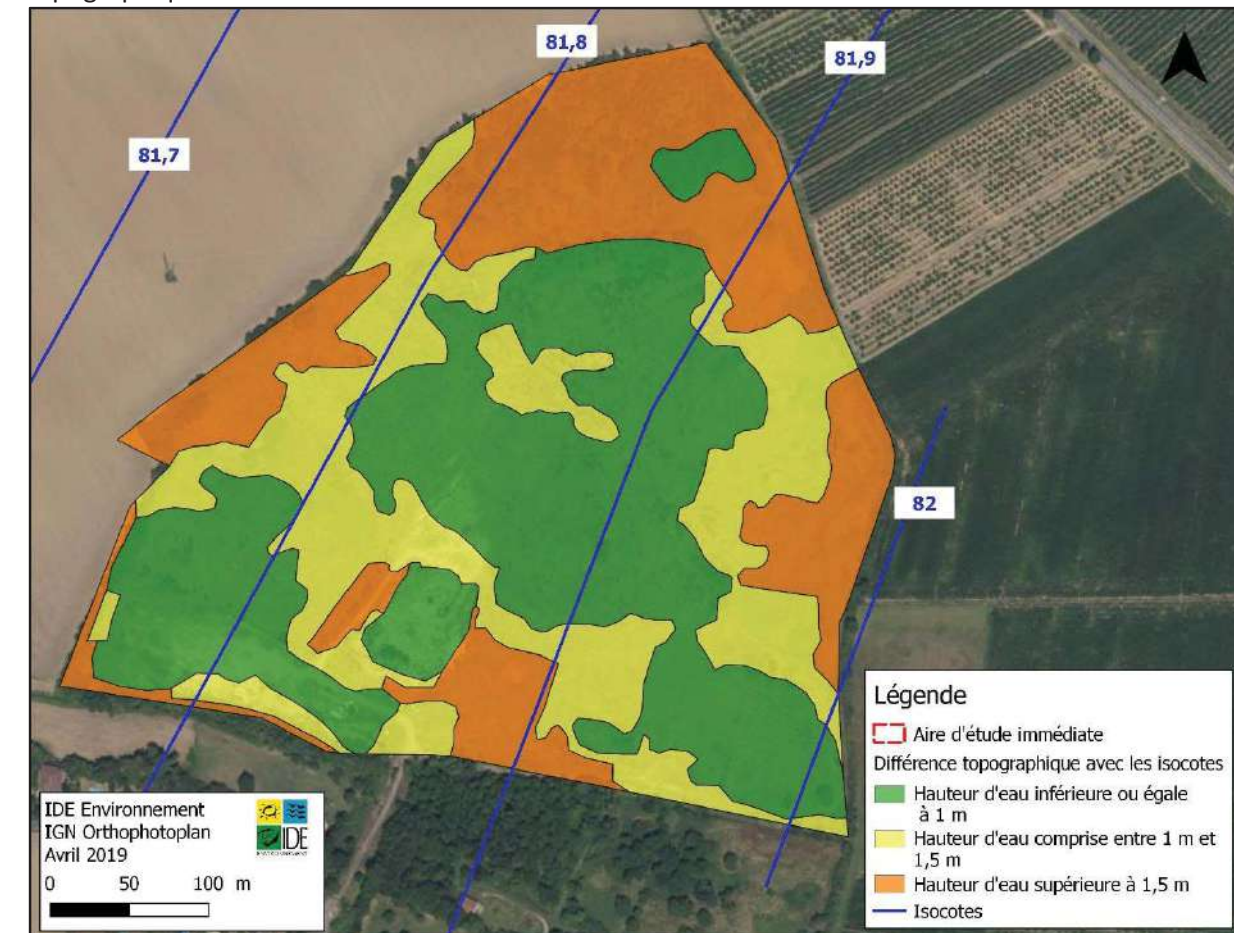 81,8
81,9
81,7
82
Légende
Aire d'étude immédiate
Différence topographique avec les isocotes
Hauteur d'eau inférieure ou égale
à 1 m
Hauteur d'eau comprise entre 1 m et
1,5 m
Hauteur d'eau supérieure à 1,5 m
Isocotes
IDE Environnement
IGN Orthophotoplan
Avril 2019
IDE
0 50 100 m